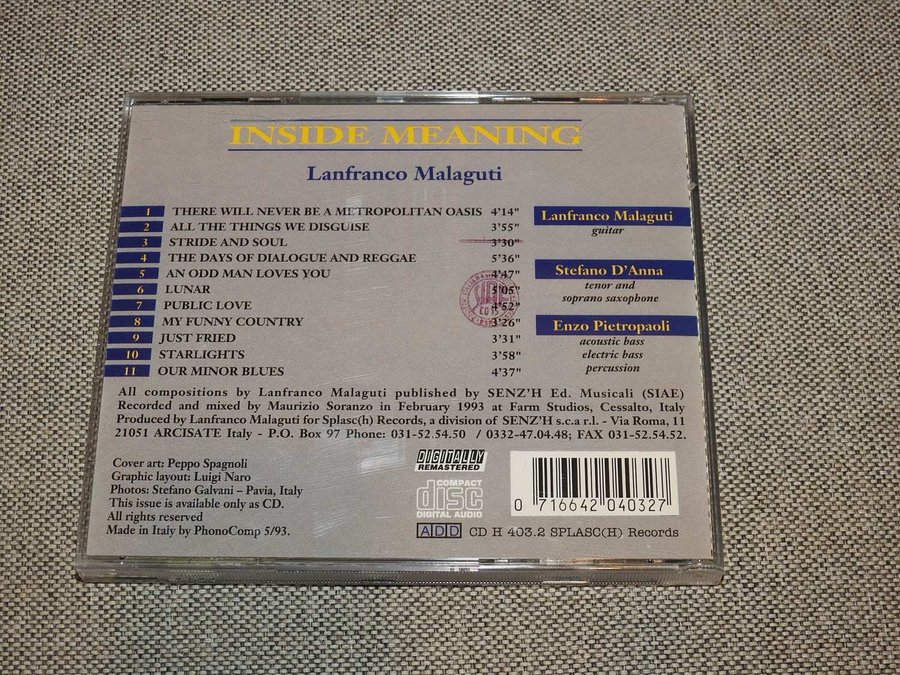 INSIDE MEANING
Lanfranco Malaguti
1 THERE WILL NEVER BE A METROPOLITAN OASIS 4'14"
2 ALL THE THINGS WE DISGUISE 3'55"
3 STRIDE AND SOUL 3'30"
4 THE DAYS OF DIALOGUE AND REGGAE 5'36"
5 AN ODD MAN LOVES YOU 4'47"
6 LUNAR 5'05"
7 PUBLIC LOVE 4'52"
8 MY FUNNY COUNTRY 3'26"
9 JUST FRIED 3'31"
10 STARLIGHTS 3'58"
11 OUR MINOR BLUES 4'37"
Lanfranco Malaguti
guitar
Stefano D'Anna
tenor and
soprano saxophone
Enzo Pietropaoli
acoustic bass
electric bass
percussion
All compositions by Lanfranco Malaguti published by SENZ'H Ed. Musicali (SIAE)
Recorded and mixed by Maurizio Soranzo in February 1993 at Farm Studios, Cessalto, Italy
Produced by Lanfranco Malaguti for Splasc(h) Records, a division of SENZ'H s.c.a r.l. - Via Roma, 11
21051 ARCISATE Italy - P.O. Box 97 Phone: 031-52.54.50 / 0332-47.04.48; FAX 031-52.54.52.
Cover art: Peppo Spagnoli
Graphic layout: Luigi Naro
Photos: Stefano Galvani – Pavia, Italy
This issue is available only as CD.
All rights reserved
Made in Italy by PhonoComp 5/93.
DIGITALLY
REMASTERED
COMPACT
disc
DIGITAL AUDIO
ADD CD H 403.2 SPLASC(H) Records
0 716642 040327